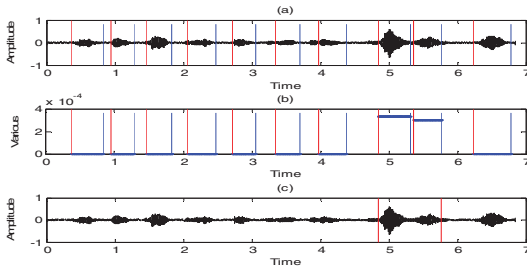 (a)
1
0
-1
Amplitude
0 1 2 3 4 5 6 7
Time
(b)
× 10^-4
4
2
0
Various
0 1 2 3 4 5 6 7
Time
(c)
1
0
-1
Amplitude
0 1 2 3 4 5 6 7
Time